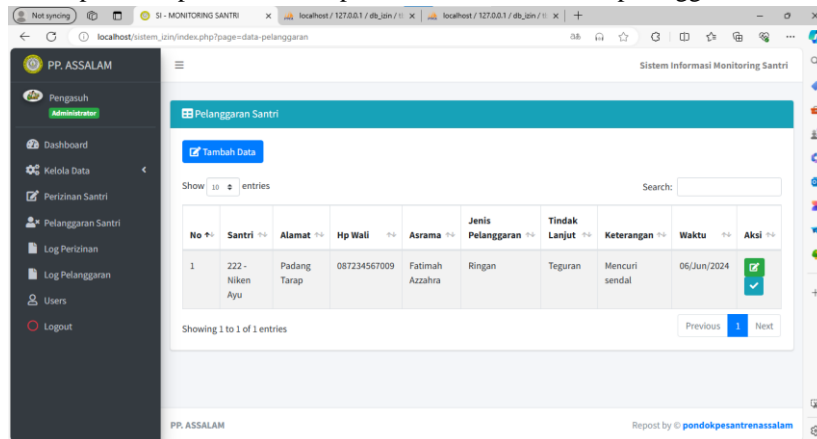 Not syncing
SI - MONITORING SANTRI
localhost / 127.0.0.1 / db_izin / t
localhost / 127.0.0.1 / db_izin / t
localhost/sistem_izin/index.php?page=data-pelanggaran
PP. ASSALAM
Sistem Informasi Monitoring Santri
Pengasuh
Administrator
Dashboard
Kelola Data
Perizinan Santri
Pelanggaran Santri
Log Perizinan
Log Pelanggaran
Users
Logout
Pelanggaran Santri
Tambah Data
Show 10 entries
Search:
No Santri Alamat Hp Wali Asrama Jenis Pelanggaran Tindak Lanjut Keterangan Waktu Aksi
1 222 - Niken Ayu Padang Tarap 087234567009 Fatimah Azzahra Ringan Teguran Mencuri sendal 06/Jun/2024
Showing 1 to 1 of 1 entries
Previous 1 Next
PP. ASSALAM
Repost by © pondokpesantrenassalam